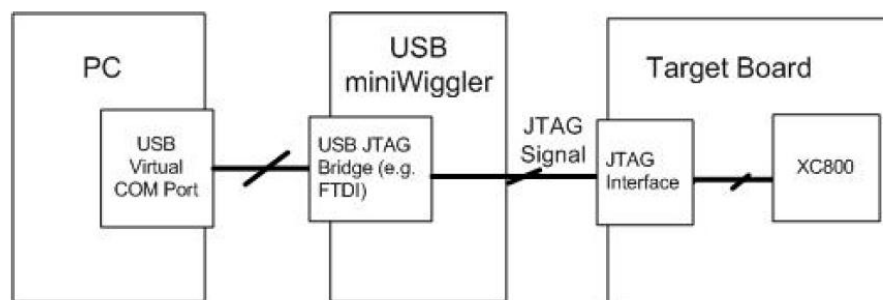 PC
USB
Virtual
COM Port
USB
miniWiggler
USB JTAG
Bridge (e.g.
FTDI)
JTAG
Signal
Target Board
JTAG
Interface
XC800